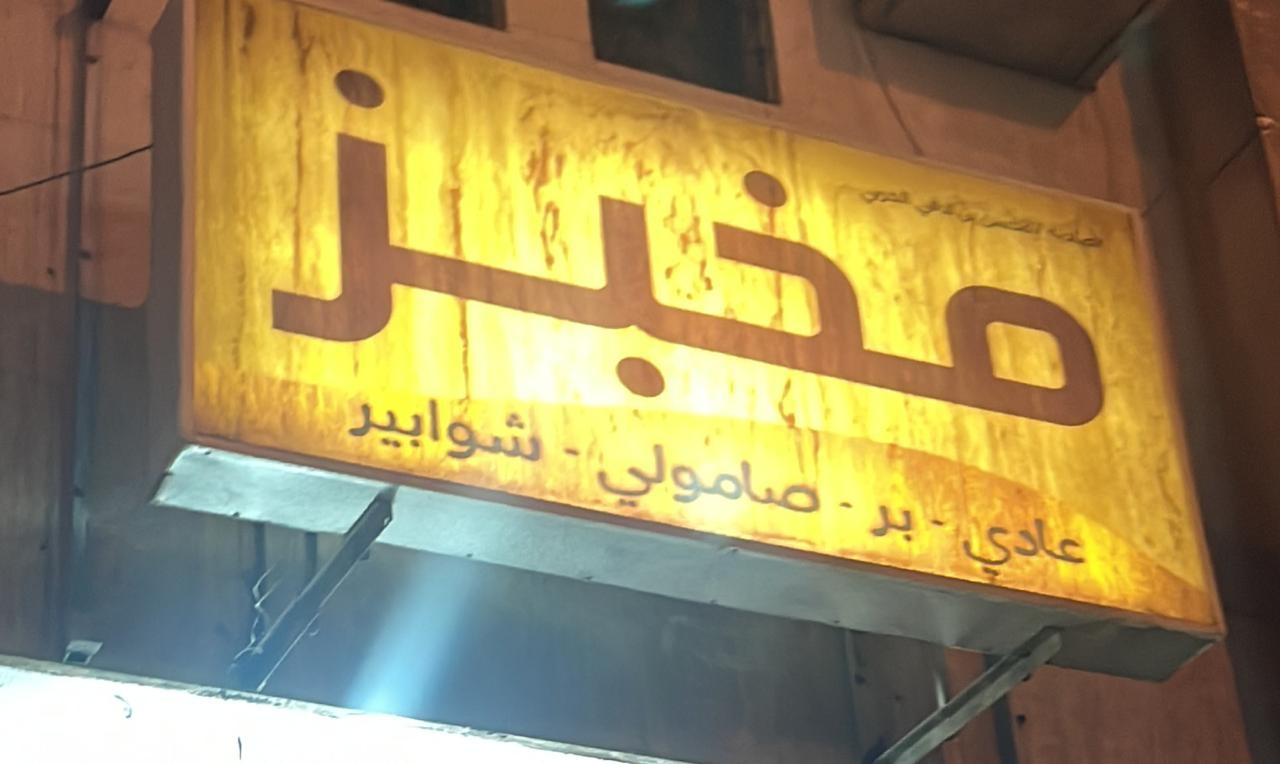 مخبز
عادي - بر - صامولي - شوابير